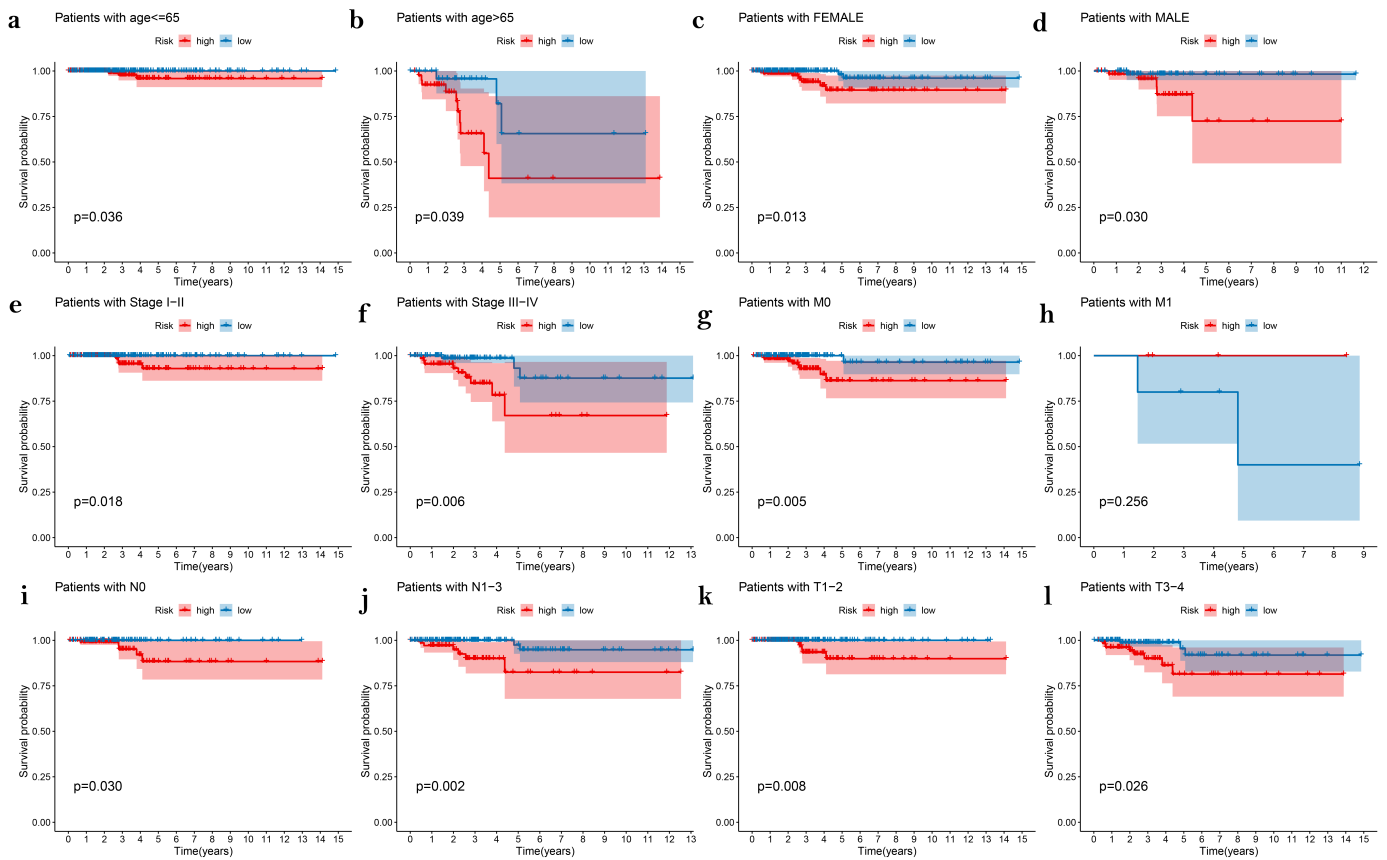 a
Patients with age<=65
Risk high low
Survival probability
1.00
0.75
0.50
0.25
0.00
p=0.036
0 1 2 3 4 5 6 7 8 9 10 11 12 13 14 15
Time(years)
b
Patients with age>65
Risk high low
Survival probability
1.00
0.75
0.50
0.25
0.00
p=0.039
0 1 2 3 4 5 6 7 8 9 10 11 12 13 14 15
Time(years)
c
Patients with FEMALE
Risk high low
Survival probability
1.00
0.75
0.50
0.25
0.00
p=0.013
0 1 2 3 4 5 6 7 8 9 10 11 12 13 14 15
Time(years)
d
Patients with MALE
Risk high low
Survival probability
1.00
0.75
0.50
0.25
0.00
p=0.030
0 1 2 3 4 5 6 7 8 9 10 11 12
Time(years)
e
Patients with Stage I−II
Risk high low
Survival probability
1.00
0.75
0.50
0.25
0.00
p=0.018
0 1 2 3 4 5 6 7 8 9 10 11 12 13 14 15
Time(years)
f
Patients with Stage III−IV
Risk high low
Survival probability
1.00
0.75
0.50
0.25
0.00
p=0.006
0 1 2 3 4 5 6 7 8 9 10 11 12 13
Time(years)
g
Patients with M0
Risk high low
Survival probability
1.00
0.75
0.50
0.25
0.00
p=0.005
0 1 2 3 4 5 6 7 8 9 10 11 12 13 14 15
Time(years)
h
Patients with M1
Risk high low
Survival probability
1.00
0.75
0.50
0.25
0.00
p=0.256
0 1 2 3 4 5 6 7 8 9
Time(years)
i
Patients with N0
Risk high low
Survival probability
1.00
0.75
0.50
0.25
0.00
p=0.030
0 1 2 3 4 5 6 7 8 9 10 11 12 13 14 15
Time(years)
j
Patients with N1−3
Risk high low
Survival probability
1.00
0.75
0.50
0.25
0.00
p=0.002
0 1 2 3 4 5 6 7 8 9 10 11 12 13
Time(years)
k
Patients with T1−2
Risk high low
Survival probability
1.00
0.75
0.50
0.25
0.00
p=0.008
0 1 2 3 4 5 6 7 8 9 10 11 12 13 14 15
Time(years)
l
Patients with T3−4
Risk high low
Survival probability
1.00
0.75
0.50
0.25
0.00
p=0.026
0 1 2 3 4 5 6 7 8 9 10 11 12 13 14 15
Time(years)